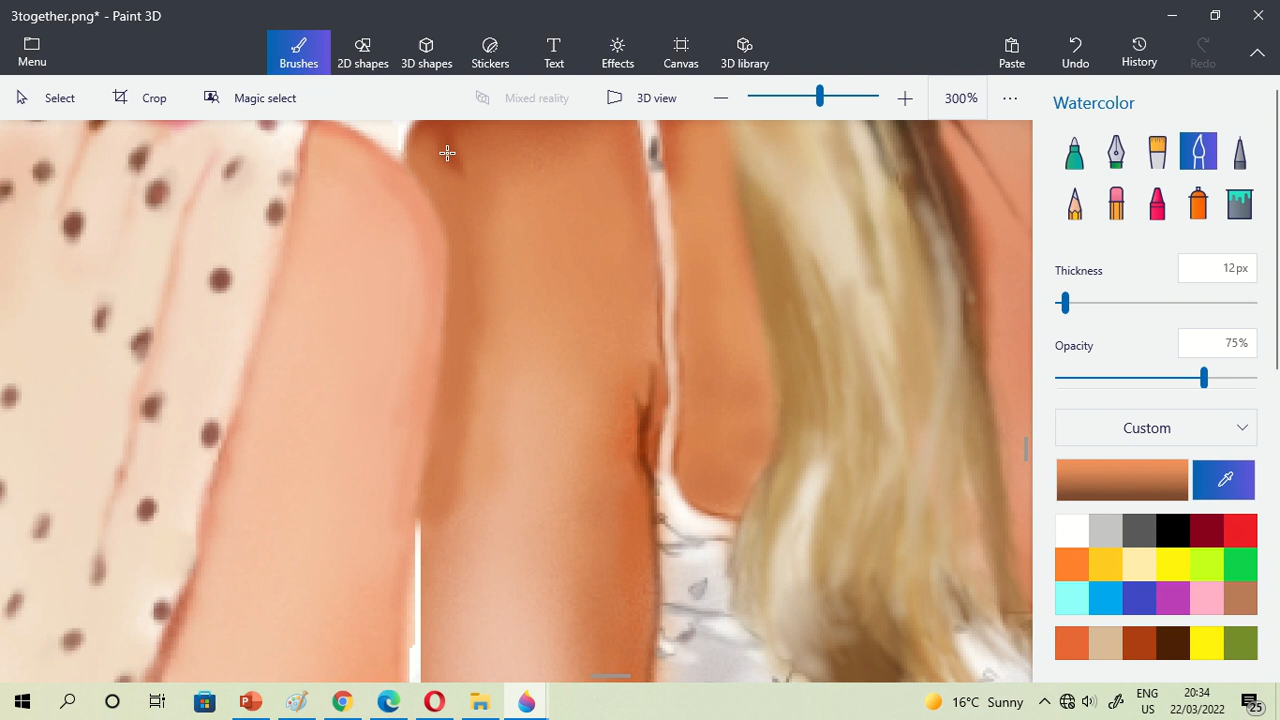 3together.png* - Paint 3D
Menu
Brushes
2D shapes
3D shapes
Stickers
Text
Effects
Canvas
3D library
Paste
Undo
History
Redo
Select
Crop
Magic select
Mixed reality
3D view
300%
Watercolor
Thickness
12px
Opacity
75%
Custom
16°C Sunny
ENG
US
20:34
22/03/2022
25